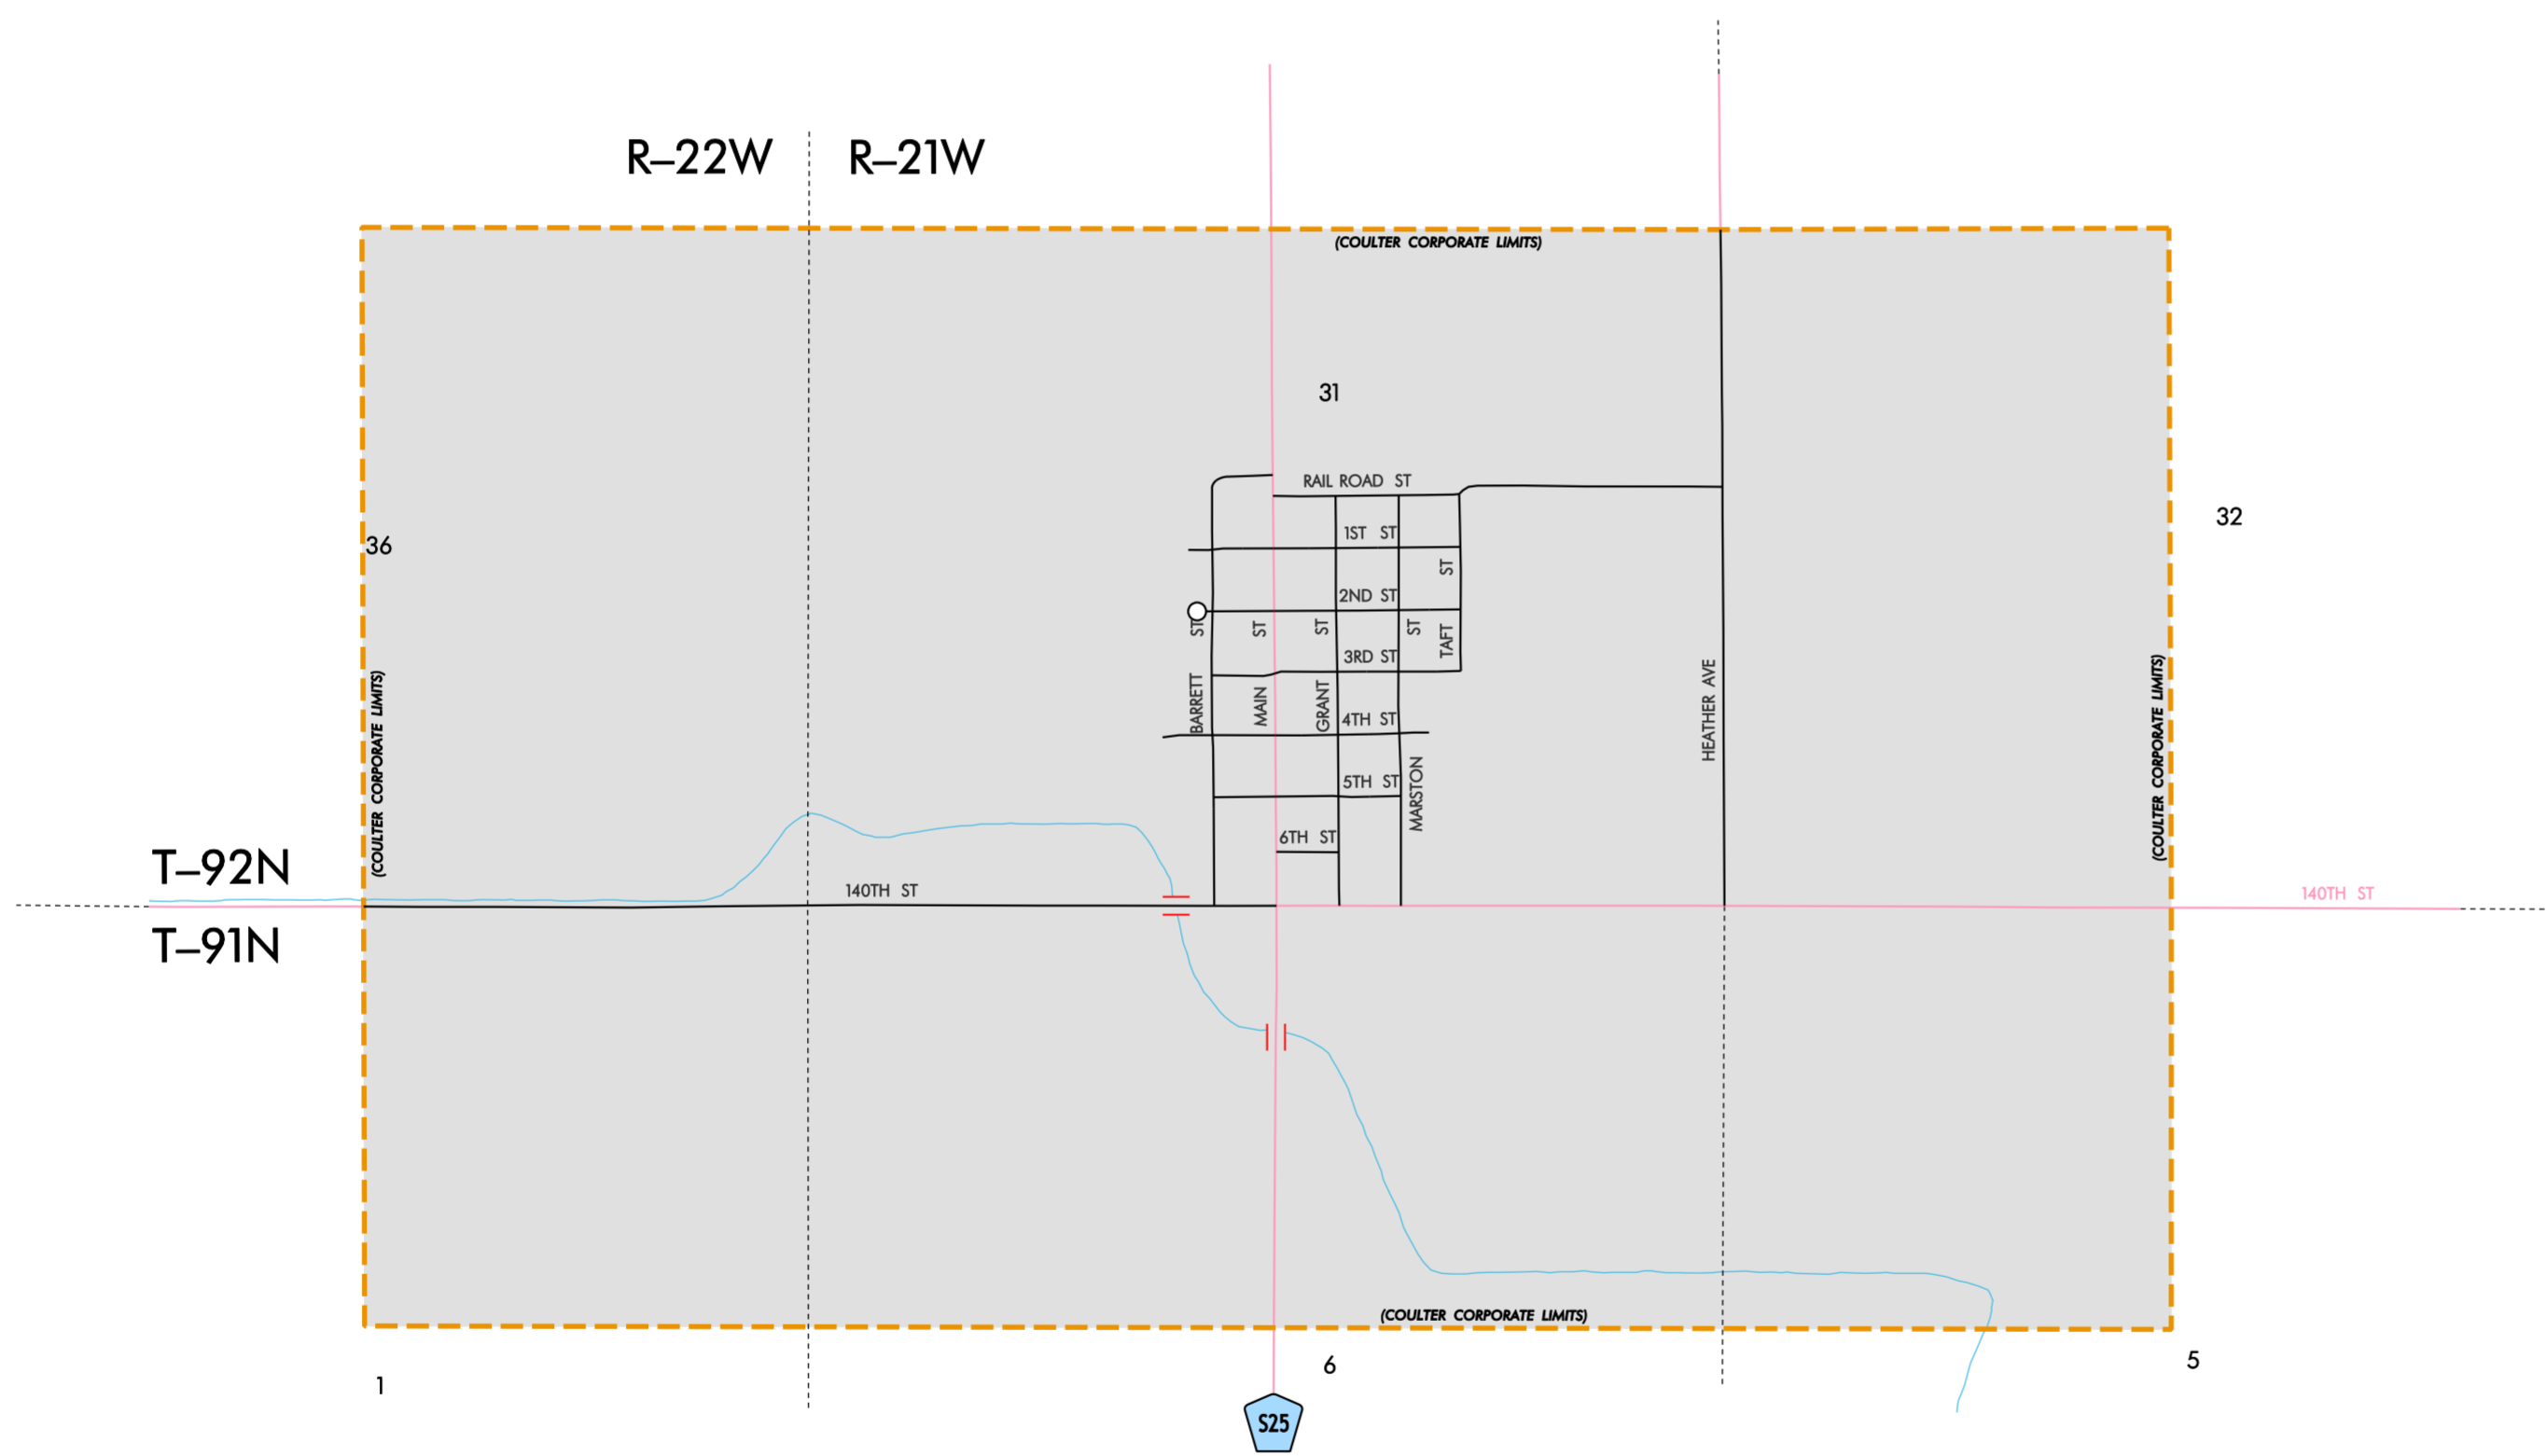 R–22W
R–21W
(COULTER CORPORATE LIMITS)
31
RAIL ROAD ST
32
1ST ST
36
2ND ST
3RD ST
BARRETT ST
MAIN ST
GRANT ST
MARSTON ST
TAFT ST
4TH ST
HEATHER AVE
(COULTER CORPORATE LIMITS)
(COULTER CORPORATE LIMITS)
5TH ST
6TH ST
T–92N
140TH ST
140TH ST
T–91N
(COULTER CORPORATE LIMITS)
1
6
5
S25